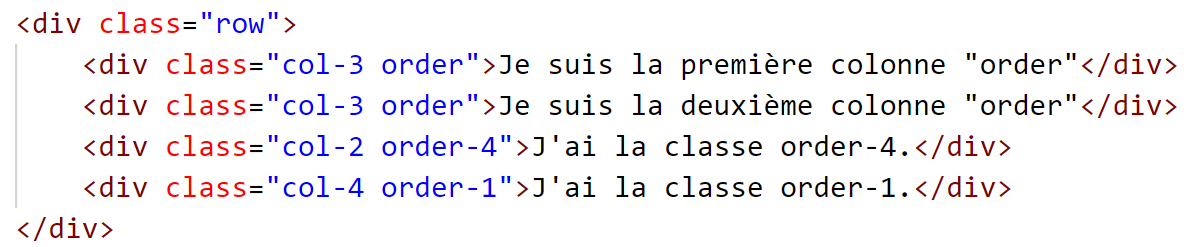 <div class="row">
<div class="col-3 order">Je suis la première colonne "order"</div>
<div class="col-3 order">Je suis la deuxième colonne "order"</div>
<div class="col-2 order-4">J'ai la classe order-4.</div>
<div class="col-4 order-1">J'ai la classe order-1.</div>
</div>